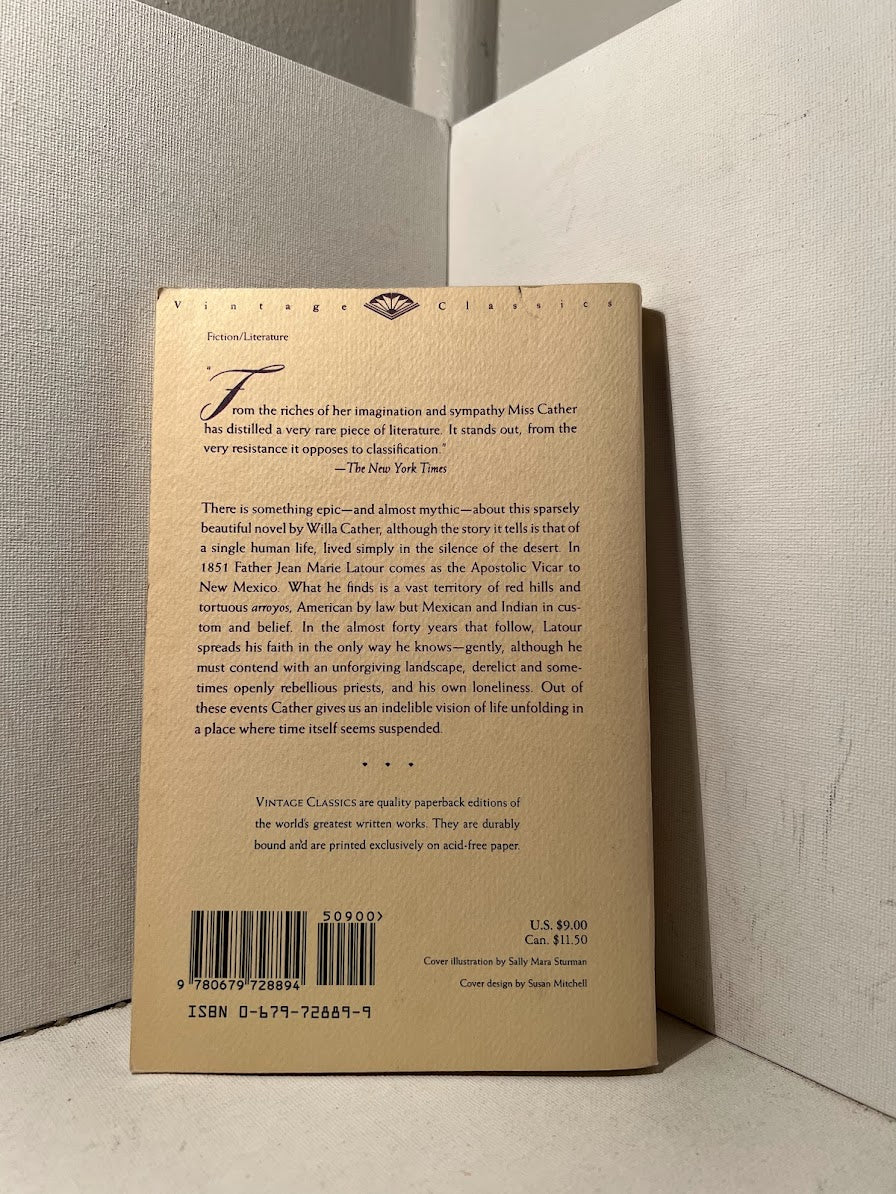 Vintage Classics
Fiction/Literature
"From the riches of her imagination and sympathy Miss Cather
has distilled a very rare piece of literature. It stands out, from the
very resistance it opposes to classification."
—The New York Times
There is something epic—and almost mythic—about this sparsely
beautiful novel by Willa Cather, although the story it tells is that of
a single human life, lived simply in the silence of the desert. In
1851 Father Jean Marie Latour comes as the Apostolic Vicar to
New Mexico. What he finds is a vast territory of red hills and
tortuous arroyos, American by law but Mexican and Indian in cus-
tom and belief. In the almost forty years that follow, Latour
spreads his faith in the only way he knows—gently, although he
must contend with an unforgiving landscape, derelict and some-
times openly rebellious priests, and his own loneliness. Out of
these events Cather gives us an indelible vision of life unfolding in
a place where time itself seems suspended.
VINTAGE CLASSICS are quality paperback editions of
the world's greatest written works. They are durably
bound and are printed exclusively on acid-free paper.
50900>
9 780679 728894
ISBN 0-679-72889-9
U.S. $9.00
Can. $11.50
Cover illustration by Sally Mara Sturman
Cover design by Susan Mitchell